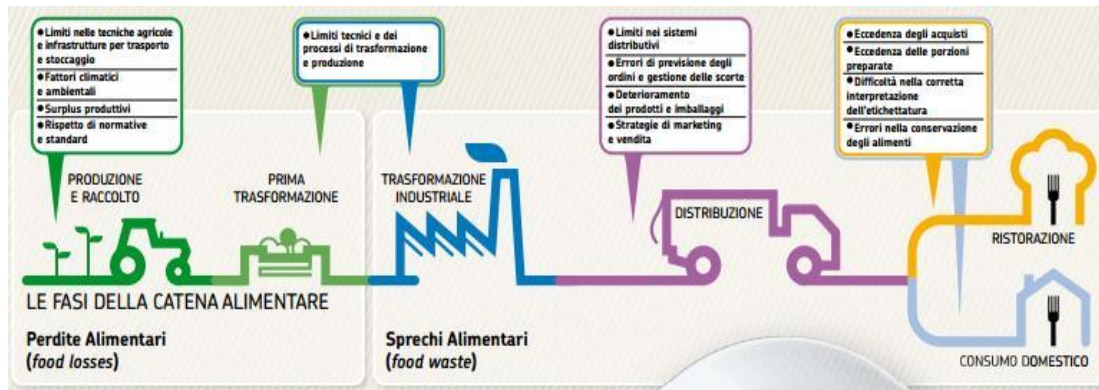 ●Limiti nelle tecniche agricole
e infrastrutture per trasporto
e stoccaggio
●Fattori climatici
e ambientali
●Surplus produttivi
●Rispetto di normative
e standard
●Limiti tecnici e dei
processi di trasformazione
e produzione
●Limiti nei sistemi
distributivi
●Errori di previsione degli
ordini e gestione delle scorte
●Deterioramento
dei prodotti e imballaggi
●Strategie di marketing
e vendita
●Eccedenza degli acquisti
●Eccedenza delle porzioni
preparate
●Difficoltà nella corretta
interpretazione
dell'etichettatura
●Errori nella conservazione
degli alimenti
PRODUZIONE
E RACCOLTO
PRIMA
TRASFORMAZIONE
TRASFORMAZIONE
INDUSTRIALE
DISTRIBUZIONE
RISTORAZIONE
CONSUMO DOMESTICO
LE FASI DELLA CATENA ALIMENTARE
Perdite Alimentari
(food losses)
Sprechi Alimentari
(food waste)